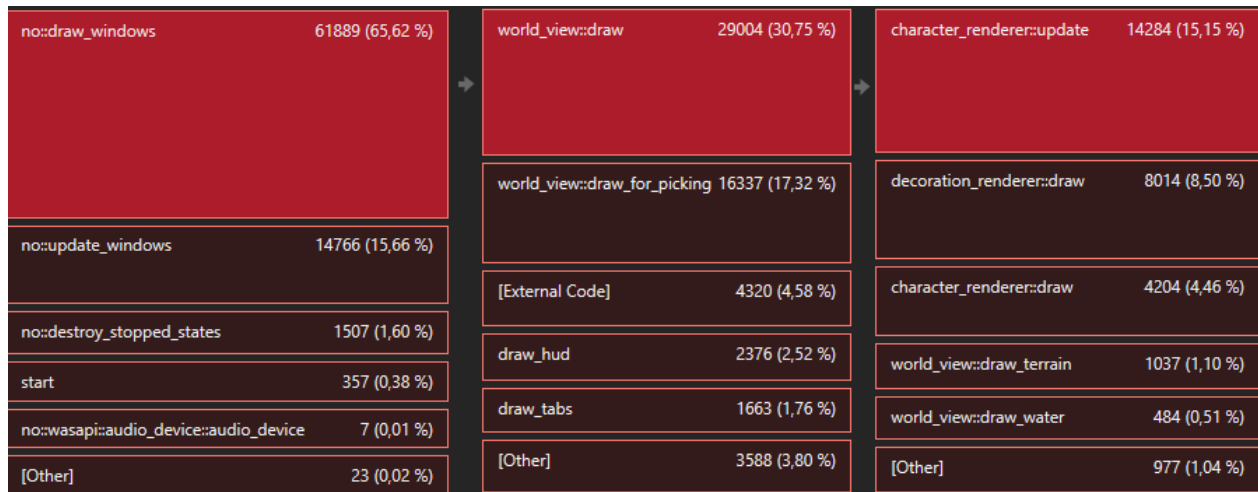 no::draw_windows 61889 (65,62 %)
no::update_windows 14766 (15,66 %)
no::destroy_stopped_states 1507 (1,60 %)
start 357 (0,38 %)
no::wasapi::audio_device::audio_device 7 (0,01 %)
[Other] 23 (0,02 %)
world_view::draw 29004 (30,75 %)
world_view::draw_for_picking 16337 (17,32 %)
[External Code] 4320 (4,58 %)
draw_hud 2376 (2,52 %)
draw_tabs 1663 (1,76 %)
[Other] 3588 (3,80 %)
character_renderer::update 14284 (15,15 %)
decoration_renderer::draw 8014 (8,50 %)
character_renderer::draw 4204 (4,46 %)
world_view::draw_terrain 1037 (1,10 %)
world_view::draw_water 484 (0,51 %)
[Other] 977 (1,04 %)